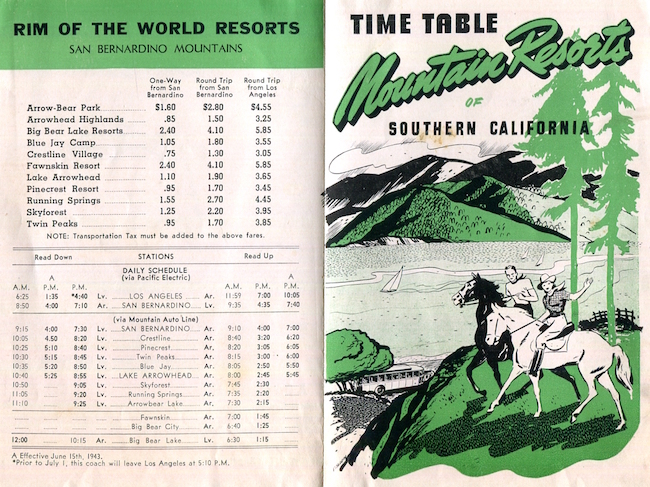 RIM OF THE WORLD RESORTS
SAN BERNARDINO MOUNTAINS
One-Way from San Bernardino Round Trip from San Bernardino Round Trip from Los Angeles
Arrow-Bear Park $1.60 $2.80 $4.55
Arrowhead Highlands .85 1.50 3.25
Big Bear Lake Resorts 2.40 4.10 5.85
Blue Jay Camp 1.05 1.80 3.55
Crestline Village .75 1.30 3.05
Fawnskin Resort 2.40 4.10 5.85
Lake Arrowhead 1.10 1.90 3.65
Pinecrest Resort .95 1.70 3.45
Running Springs 1.55 2.70 4.45
Skyforest 1.25 2.20 3.95
Twin Peaks .95 1.70 3.85
NOTE: Transportation Tax must be added to the above fares.
Read Down STATIONS Read Up
DAILY SCHEDULE
A (via Pacific Electric) A
A.M. P.M. P.M. A.M. P.M. P.M.
6:25 1:35 *4:40 Lv. LOS ANGELES Ar. 11:59 7:00 10:05
8:50 4:00 7:10 Ar. SAN BERNARDINO Lv. 9:35 4:35 7:40
(via Mountain Auto Line)
9:15 4:00 7:30 Lv. SAN BERNARDINO Ar. 9:10 4:00 7:00
10:05 4.50 8:20 Lv. Crestline Lv. 8:40 3:20 6:20
10:25 5:10 8:40 Lv. Pinecrest Lv. 8:20 3:05 6:05
10:30 5:15 8:45 Lv. Twin Peaks Lv. 8:15 3:00 6:00
10:35 5:20 8:50 Lv. Blue Jay Lv. 8:05 2:50 5:50
10:40 5:25 8:55 Lv. LAKE ARROWHEAD Lv. 8:00 2:45 5:45
10:50 9:05 Lv. Skyforest Lv. 7:45 2:30
11:05 9:20 Lv. Running Springs Lv. 7:35 2:20
11:10 9:25 Lv. Arrowbear Lake Lv. 7:30 2:15
Fawnskin Lv. 7:00 1:45
Big Bear City Lv. 6:40 1:25
12:00 10:15 Ar. Big Bear Lake Lv. 6:30 1:15
A Effective June 15th, 1943.
*Prior to July 1, this coach will leave Los Angeles at 5:10 P.M.
TIME TABLE
Mountain Resorts
OF
SOUTHERN CALIFORNIA